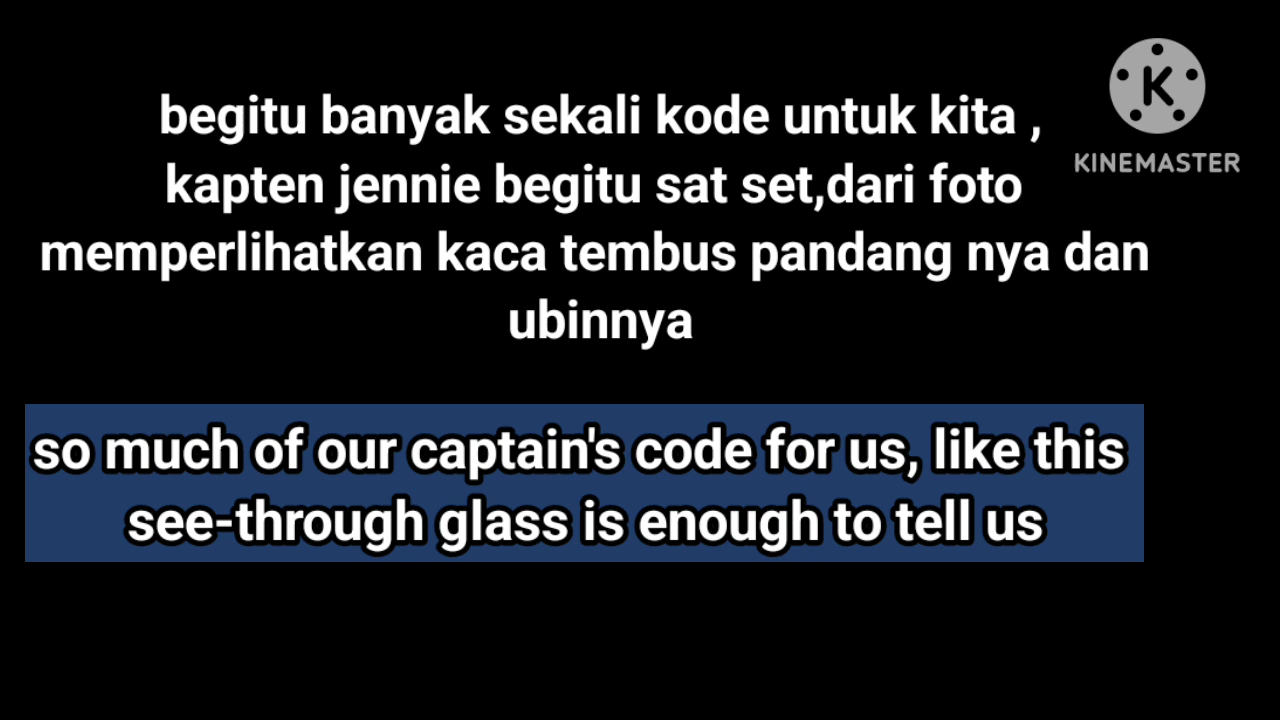 begitu banyak sekali kode untuk kita ,
kapten jennie begitu sat set,dari foto
memperlihatkan kaca tembus pandang nya dan
ubinnya
K
KINEMASTER
so much of our captain's code for us, like this
see-through glass is enough to tell us